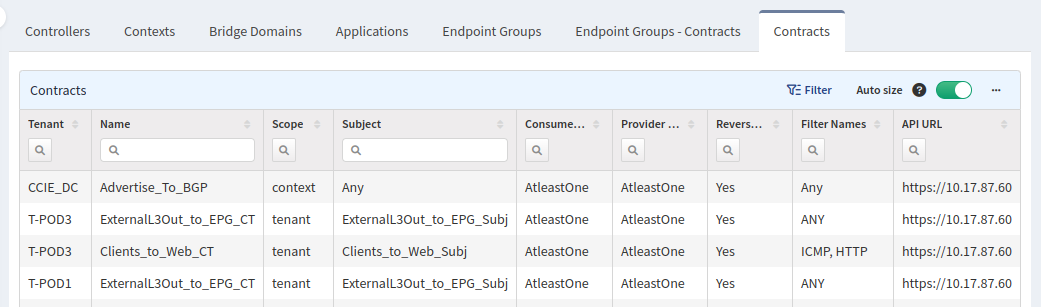 Controllers Contexts Bridge Domains Applications Endpoint Groups Endpoint Groups - Contracts Contracts
Contracts Filter Auto size ? ...
Tenant Name Scope Subject Consume... Provider ... Revers... Filter Names API URL
CCIE_DC Advertise_To_BGP context Any AtleastOne AtleastOne Yes Any https://10.17.87.60
T-POD3 ExternalL3Out_to_EPG_CT tenant ExternalL3Out_to_EPG_Subj AtleastOne AtleastOne Yes ANY https://10.17.87.60
T-POD3 Clients_to_Web_CT tenant Clients_to_Web_Subj AtleastOne AtleastOne Yes ICMP, HTTP https://10.17.87.60
T-POD1 ExternalL3Out_to_EPG_CT tenant ExternalL3Out_to_EPG_Subj AtleastOne AtleastOne Yes ANY https://10.17.87.60